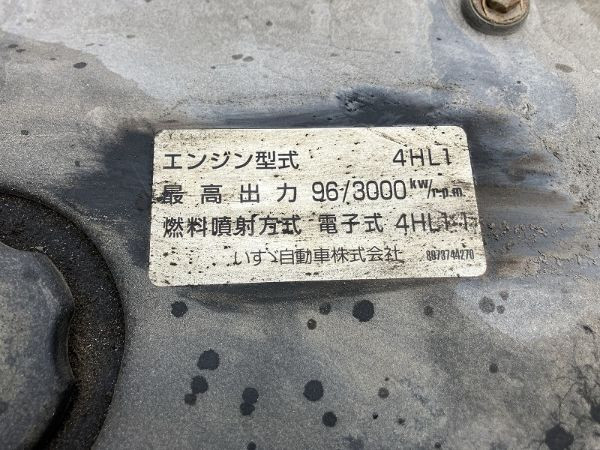 エンジン型式 4HL1
最高出力 96/3000 kw/r.p.m
燃料噴射方式 電子式 4HL1-1
いすゞ自動車株式会社 8973744270